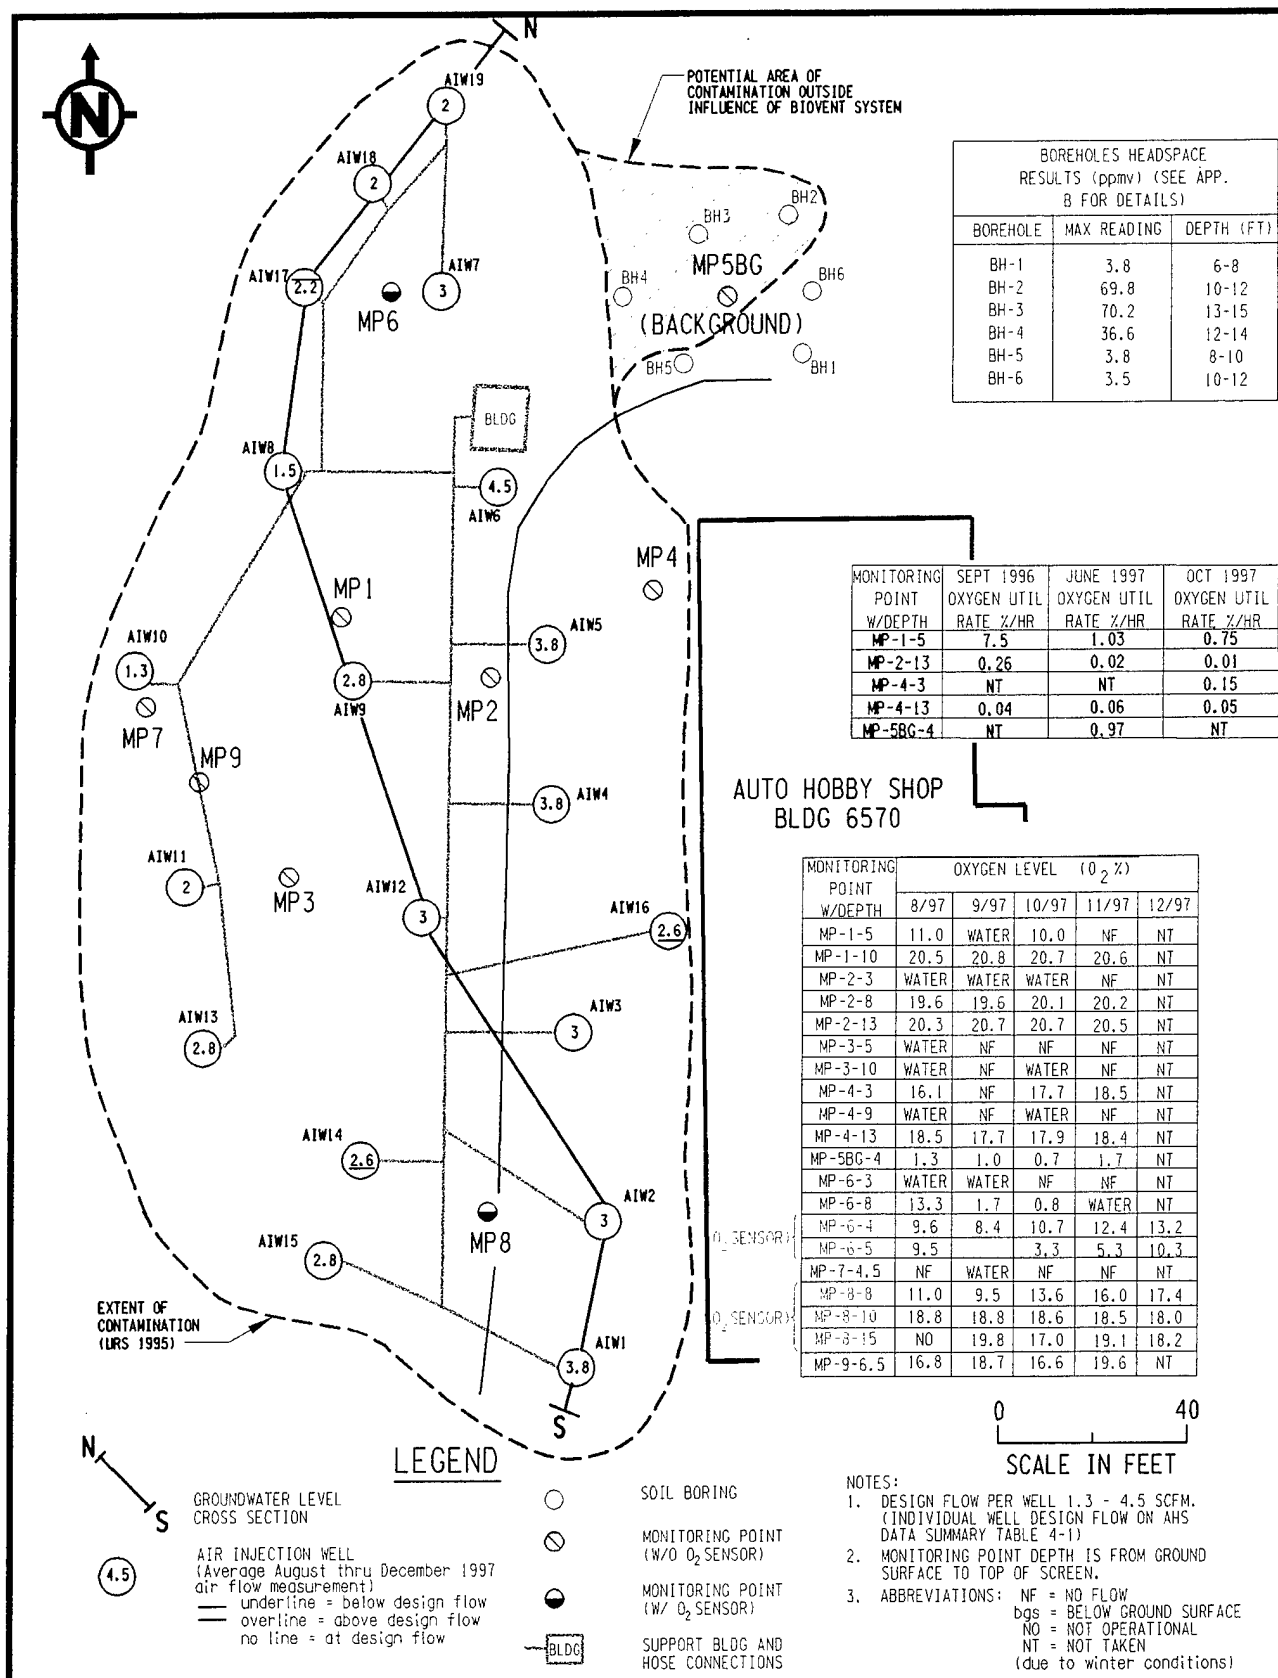 N
AIW19
2
N
POTENTIAL AREA OF
CONTAMINATION OUTSIDE
INFLUENCE OF BIOVENT SYSTEM
AIW18
2
BOREHOLES HEADSPACE
RESULTS (ppmv) (SEE APP.
B FOR DETAILS)
BOREHOLE MAX READING DEPTH (FT)
BH-1 3.8 6-8
BH-2 69.8 10-12
BH-3 70.2 13-15
BH-4 36.6 12-14
BH-5 3.8 8-10
BH-6 3.5 10-12
BH2
BH3
MP5BG
BH4
BH6
(BACKGROUND)
BH5
BH1
AIW17
2.2
MP6
AIW7
3
BLDG
AIW8
1.5
4.5
AIW6
MP4
MP1
AIW5
3.8
AIW10
1.3
2.8
AIW9
MP2
MP7
MP9
MONITORING POINT W/DEPTH SEPT 1996 OXYGEN UTIL RATE %/HR JUNE 1997 OXYGEN UTIL RATE %/HR OCT 1997 OXYGEN UTIL RATE %/HR
MP-1-5 7.5 1.03 0.75
MP-2-13 0.26 0.02 0.01
MP-4-3 NT NT 0.15
MP-4-13 0.04 0.06 0.05
MP-5BG-4 NT 0.97 NT
AUTO HOBBY SHOP
BLDG 6570
3.8
AIW4
AIW11
2
MP3
AIW12
3
AIW16
2.6
AIW3
3
AIW13
2.8
AIW14
2.6
AIW2
3
MP8
AIW15
2.8
AIW1
3.8
S
EXTENT OF
CONTAMINATION
(URS 1995)
MONITORING POINT W/DEPTH OXYGEN LEVEL (O2 %)
8/97 9/97 10/97 11/97 12/97
MP-1-5 11.0 WATER 10.0 NF NT
MP-1-10 20.5 20.8 20.7 20.6 NT
MP-2-3 WATER WATER WATER NF NT
MP-2-8 19.6 19.6 20.1 20.2 NT
MP-2-13 20.3 20.7 20.7 20.5 NT
MP-3-5 WATER NF NF NF NT
MP-3-10 WATER NF WATER NF NT
MP-4-3 16.1 NF 17.7 18.5 NT
MP-4-9 WATER NF WATER NF NT
MP-4-13 18.5 17.7 17.9 18.4 NT
MP-5BG-4 1.3 1.0 0.7 1.7 NT
MP-6-3 WATER WATER NF NF NT
MP-6-8 13.3 1.7 0.8 WATER NT
O2 SENSOR) MP-6-4 9.6 8.4 10.7 12.4 13.2
MP-6-5 9.5 3.3 5.3 10.3
MP-7-4.5 NF WATER NF NF NT
MP-8-8 11.0 9.5 13.6 16.0 17.4
O2 SENSOR) MP-8-10 18.8 18.8 18.6 18.5 18.0
MP-8-15 NO 19.8 17.0 19.1 18.2
MP-9-6.5 16.8 18.7 16.6 19.6 NT
0 40
SCALE IN FEET
LEGEND
N
S
GROUNDWATER LEVEL
CROSS SECTION
4.5
AIR INJECTION WELL
(Average August thru December 1997
air flow measurement)
underline = below design flow
overline = above design flow
no line = at design flow
SOIL BORING
MONITORING POINT
(W/O O2 SENSOR)
MONITORING POINT
(W/ O2 SENSOR)
BLDG
SUPPORT BLDG AND
HOSE CONNECTIONS
NOTES:
1. DESIGN FLOW PER WELL 1.3 - 4.5 SCFM.
(INDIVIDUAL WELL DESIGN FLOW ON AHS
DATA SUMMARY TABLE 4-1)
2. MONITORING POINT DEPTH IS FROM GROUND
SURFACE TO TOP OF SCREEN.
3. ABBREVIATIONS: NF = NO FLOW
bgs = BELOW GROUND SURFACE
NO = NOT OPERATIONAL
NT = NOT TAKEN
(due to winter conditions)